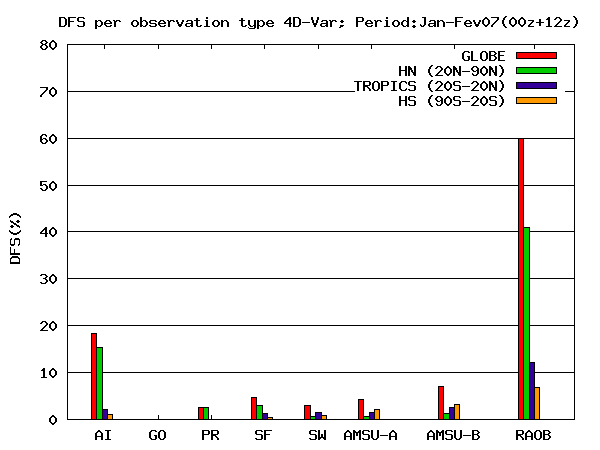 DFS per observation type 4D-Var; Period:Jan-Fev07(00z+12z)
80
70
60
50
40
30
20
10
0
DFS(%)
GLOBE
HN (20N-90N)
TROPICS (20S-20N)
HS (90S-20S)
AI GO PR SF SW AMSU-A AMSU-B RAOB